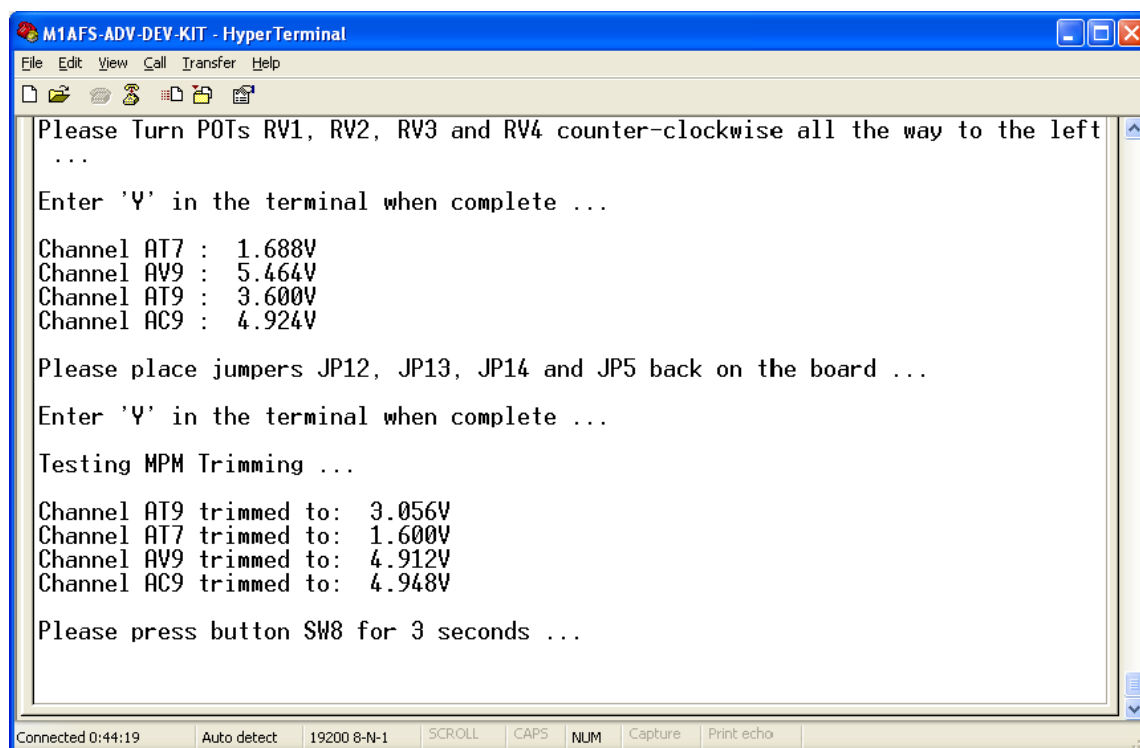 M1AFS-ADV-DEV-KIT - HyperTerminal
File Edit View Call Transfer Help
Please Turn POTs RV1, RV2, RV3 and RV4 counter-clockwise all the way to the left
...
Enter 'Y' in the terminal when complete ...
Channel AT7 : 1.688V
Channel AV9 : 5.464V
Channel AT9 : 3.600V
Channel AC9 : 4.924V
Please place jumpers JP12, JP13, JP14 and JP5 back on the board ...
Enter 'Y' in the terminal when complete ...
Testing MPM Trimming ...
Channel AT9 trimmed to: 3.056V
Channel AT7 trimmed to: 1.600V
Channel AV9 trimmed to: 4.912V
Channel AC9 trimmed to: 4.948V
Please press button SW8 for 3 seconds ...
Connected 0:44:19 Auto detect 19200 8-N-1 SCROLL CAPS NUM Capture Print echo